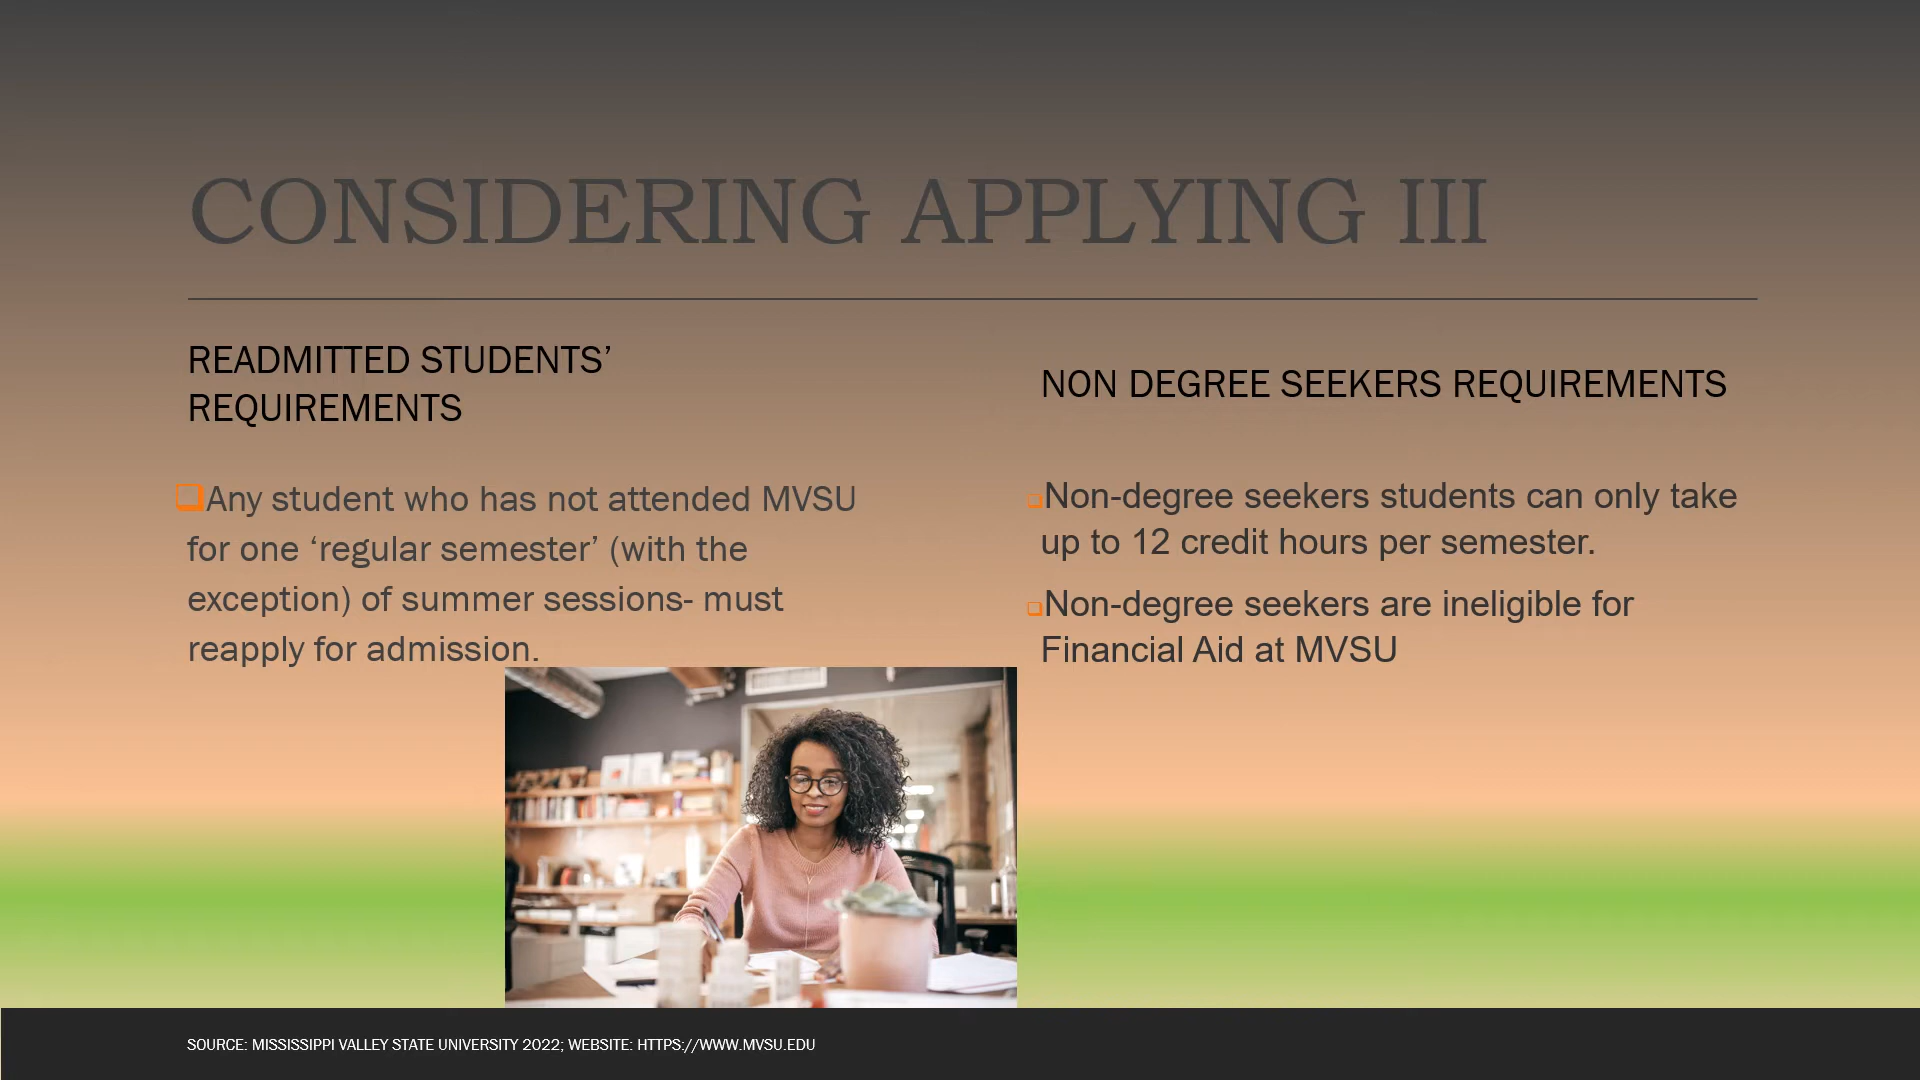 CONSIDERING APPLYING III
READMITTED STUDENTS’
REQUIREMENTS
Any student who has not attended MVSU
for one ‘regular semester’ (with the
exception) of summer sessions- must
reapply for admission.
NON DEGREE SEEKERS REQUIREMENTS
Non-degree seekers students can only take
up to 12 credit hours per semester.
Non-degree seekers are ineligible for
Financial Aid at MVSU
SOURCE: MISSISSIPPI VALLEY STATE UNIVERSITY 2022; WEBSITE: HTTPS://WWW.MVSU.EDU